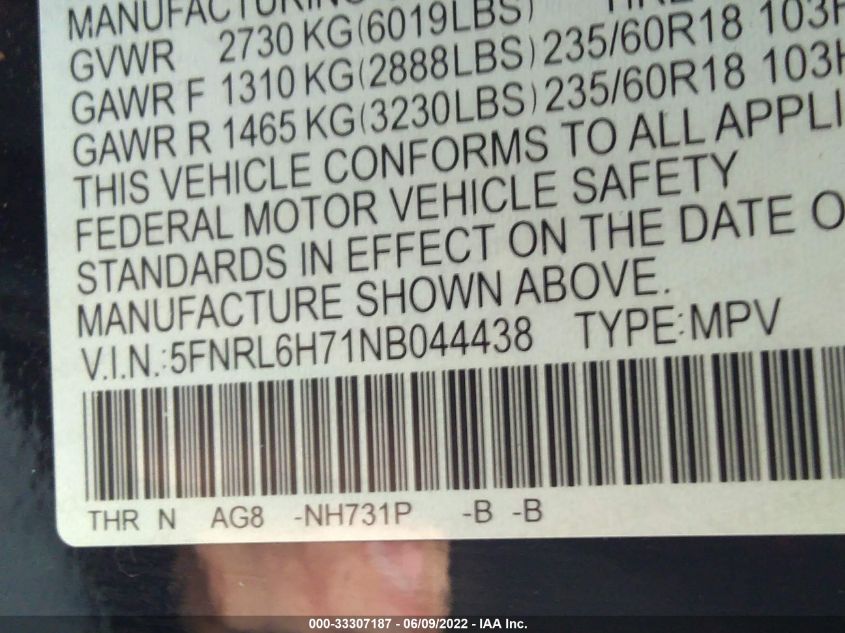 MANUFACTURING
GVWR 2730 KG(6019LBS) TIRE
GAWR F 1310 KG(2888LBS) 235/60R18 103H
GAWR R 1465 KG(3230LBS) 235/60R18 103H
THIS VEHICLE CONFORMS TO ALL APPLI
FEDERAL MOTOR VEHICLE SAFETY
STANDARDS IN EFFECT ON THE DATE O
MANUFACTURE SHOWN ABOVE.
V.I.N.:5FNRL6H71NB044438 TYPE:MPV
THR N AG8 -NH731P -B -B
000-33307187 - 06/09/2022 - IAA Inc.